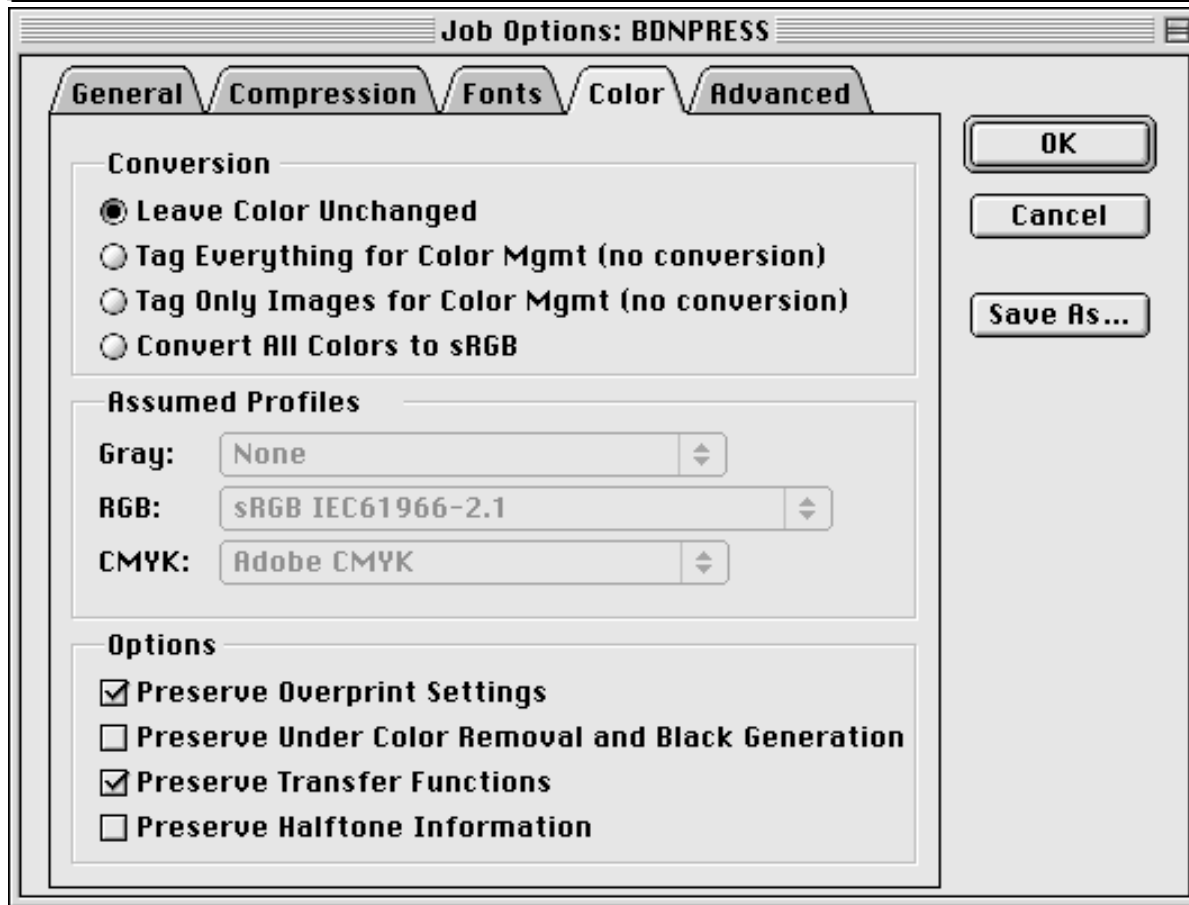 Job Options: BDNPRESS
General Compression Fonts Color Advanced
OK
Cancel
Save As...
Conversion
Leave Color Unchanged
Tag Everything for Color Mgmt (no conversion)
Tag Only Images for Color Mgmt (no conversion)
Convert All Colors to sRGB
Assumed Profiles
Gray: None
RGB: sRGB IEC61966-2.1
CMYK: Adobe CMYK
Options
Preserve Overprint Settings
Preserve Under Color Removal and Black Generation
Preserve Transfer Functions
Preserve Halftone Information